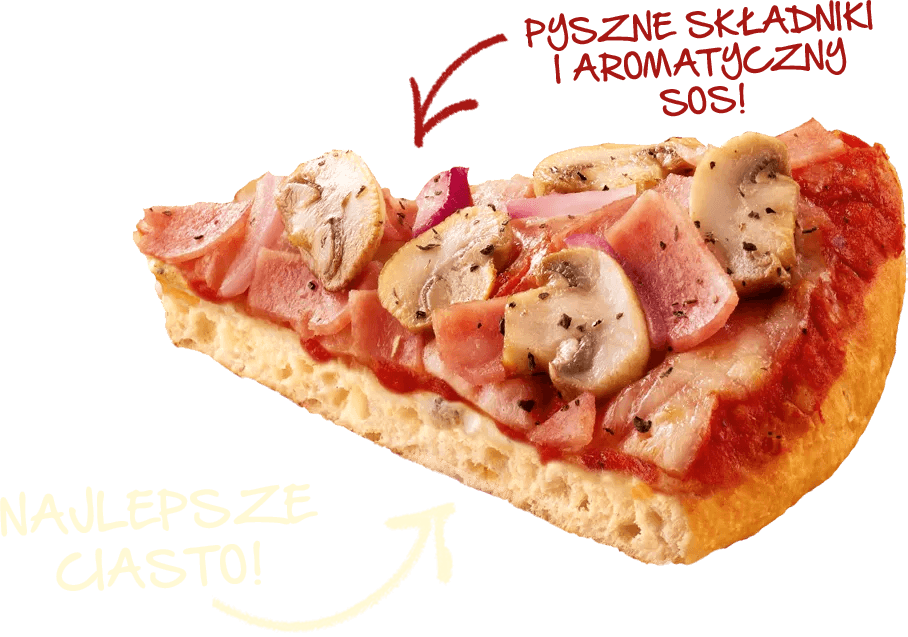 PYSZNE SKŁADNIKI
I AROMATYCZNY
SOS!
NAJLEPSZE
CIASTO!